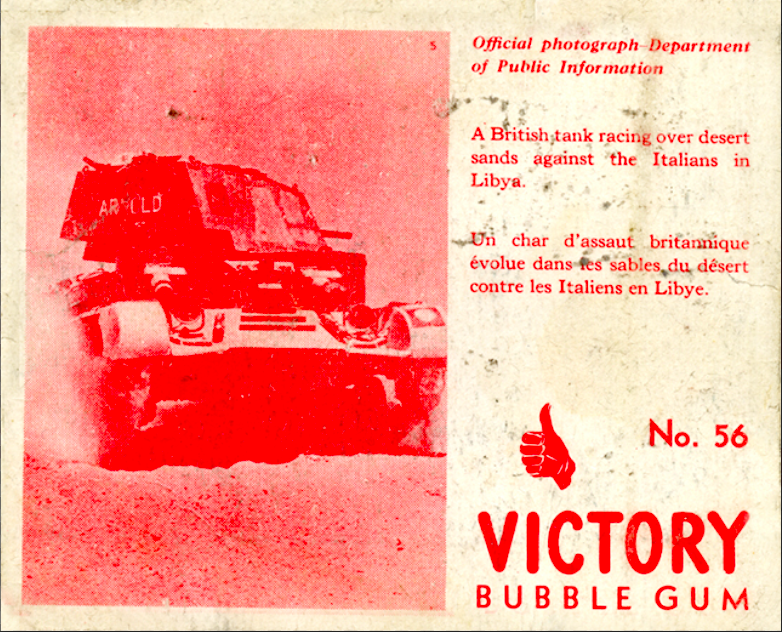 S
Official photograph–Department
of Public Information
A British tank racing over desert
sands against the Italians in
Libya.
Un char d'assaut britannique
évolue dans les sables du désert
contre les Italiens en Libye.
ARNOLD
No. 56
VICTORY
BUBBLE GUM